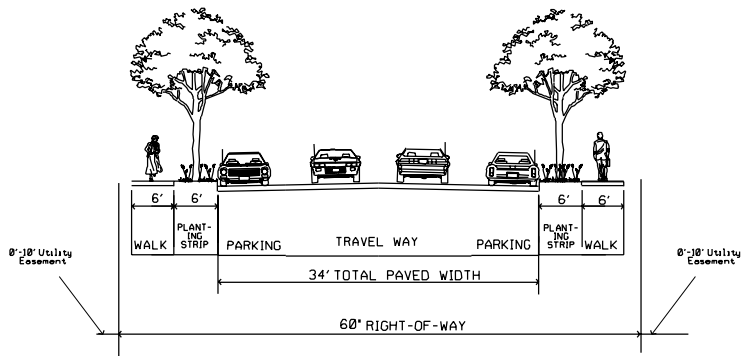 6' 6' 6' 6'
WALK PLANT-
ING
STRIP PARKING TRAVEL WAY PARKING PLANT-
ING
STRIP WALK
0'-10' Utility
Easement
0'-10' Utility
Easement
34' TOTAL PAVED WIDTH
60" RIGHT-OF-WAY